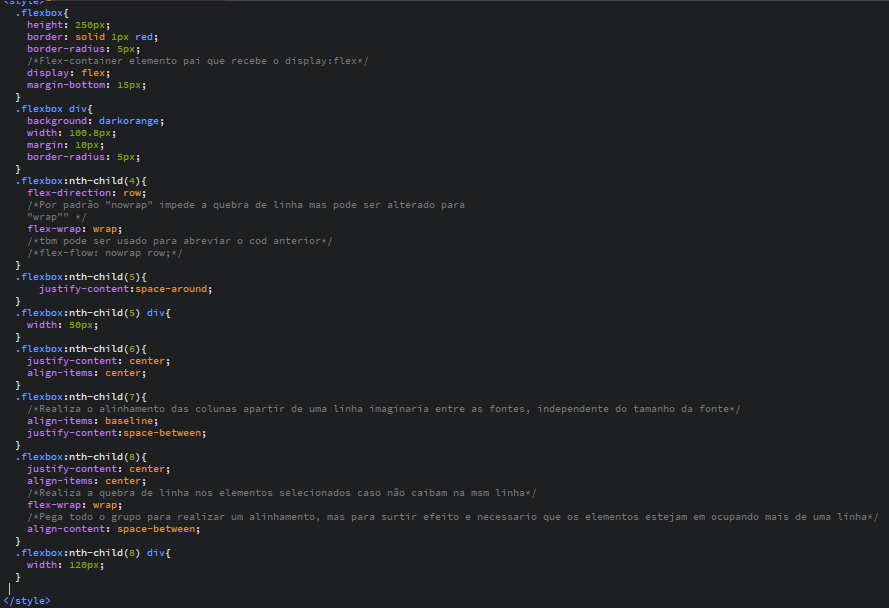 <style>
.flexbox{
height: 250px;
border: solid 1px red;
border-radius: 5px;
/*Flex-container elemento pai que recebe o display:flex*/
display: flex;
margin-bottom: 15px;
}
.flexbox div{
background: darkorange;
width: 100.8px;
margin: 10px;
border-radius: 5px;
}
.flexbox:nth-child(4){
flex-direction: row;
/*Por padrão "nowrap" impede a quebra de linha mas pode ser alterado para
"wrap"" */
flex-wrap: wrap;
/*tbm pode ser usado para abreviar o cod anterior*/
/*flex-flow: nowrap row;*/
}
.flexbox:nth-child(5){
justify-content:space-around;
}
.flexbox:nth-child(5) div{
width: 50px;
}
.flexbox:nth-child(6){
justify-content: center;
align-items: center;
}
.flexbox:nth-child(7){
/*Realiza o alinhamento das colunas apartir de uma linha imaginaria entre as fontes, independente do tamanho da fonte*/
align-items: baseline;
justify-content:space-between;
}
.flexbox:nth-child(8){
justify-content: center;
align-items: center;
/*Realiza a quebra de linha nos elementos selecionados caso não caibam na msm linha*/
flex-wrap: wrap;
/*Pega todo o grupo para realizar um alinhamento, mas para surtir efeito e necessario que os elementos estejam em ocupando mais de uma linha*/
align-content: space-between;
}
.flexbox:nth-child(8) div{
width: 120px;
}
</style>